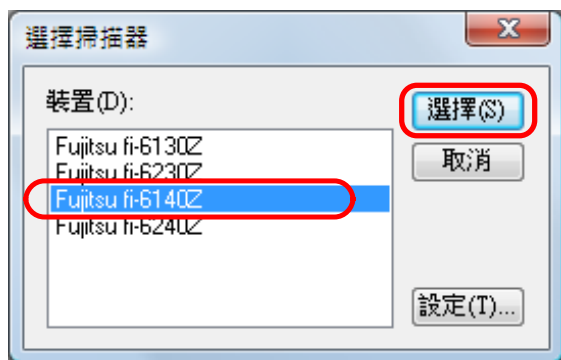 選擇掃描器
裝置(D):
選擇(S)
Fujitsu fi-6130Z
取消
Fujitsu fi-6230Z
Fujitsu fi-6140Z
Fujitsu fi-6240Z
設定(T)...